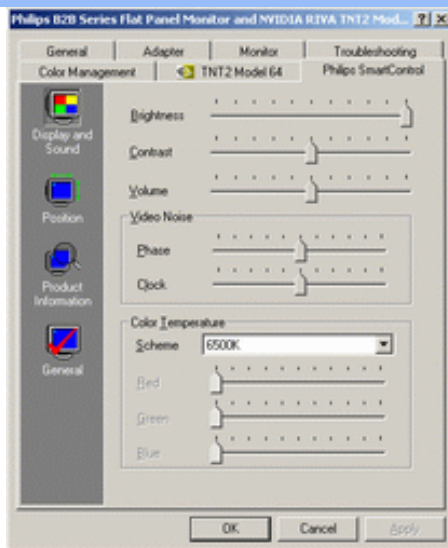 Philips B2B Series Flat Panel Monitor and NVIDIA RIVA TNT2 Mod...
General Adapter Monitor Troubleshooting
Color Management TNT2 Model 64 Philips SmartControl
Display and
Sound
Position
Product
Information
General
Brightness
Contrast
Volume
Video Noise
Phase
Clock
Color Temperature
Scheme 6500K
Red
Green
Blue
OK Cancel Apply